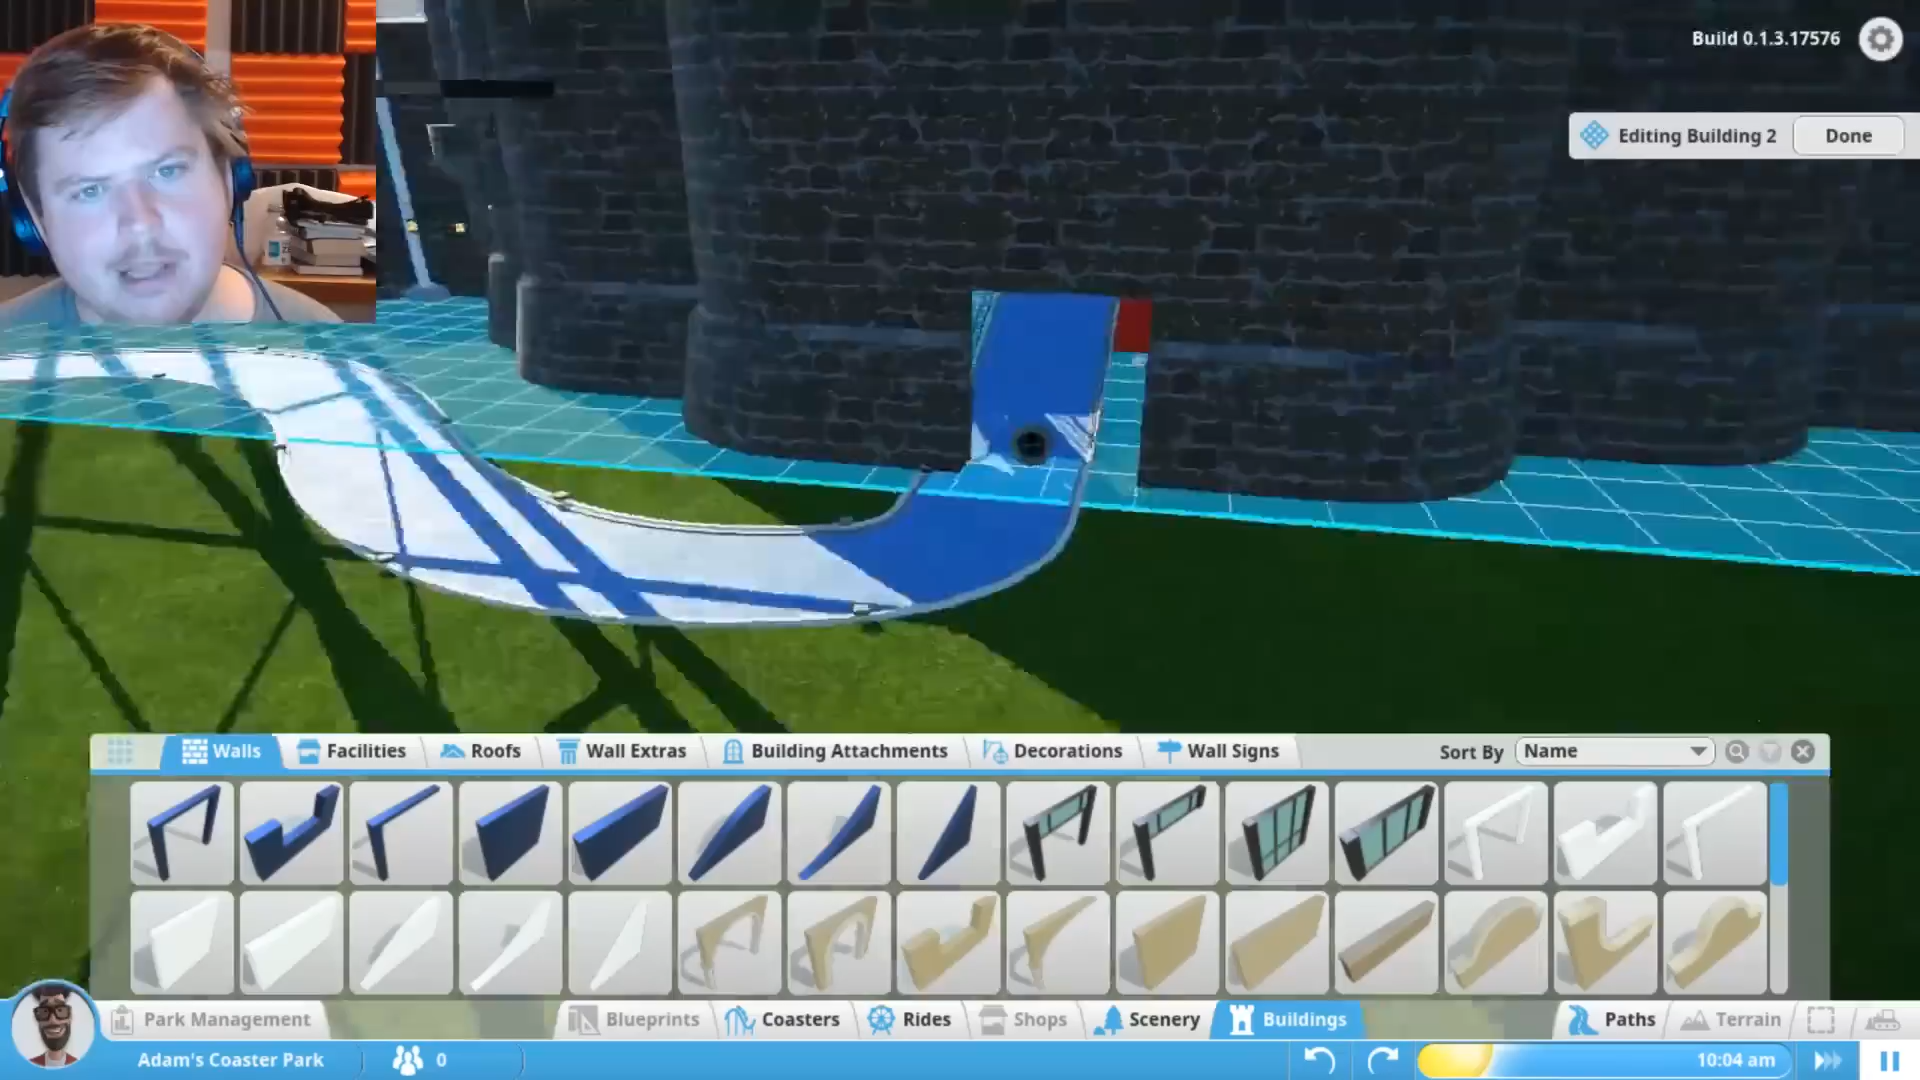 Build 0.1.3.17576
Editing Building 2 Done
Walls Facilities Roofs Wall Extras Building Attachments Decorations Wall Signs Sort By Name
Park Management Blueprints Coasters Rides Shops Scenery Buildings Paths Terrain
Adam's Coaster Park 0 10:04 am